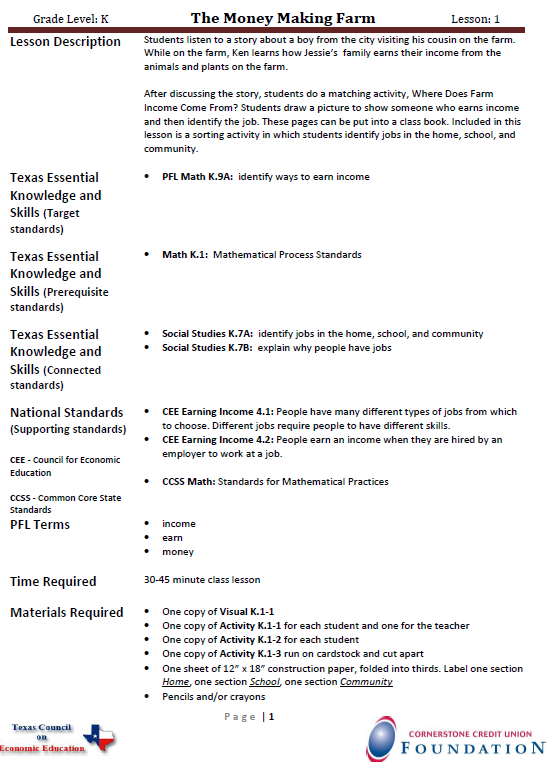 Grade Level: K The Money Making Farm Lesson: 1
Lesson Description
Students listen to a story about a boy from the city visiting his cousin on the farm.
While on the farm, Ken learns how Jessie's family earns their income from the
animals and plants on the farm.
After discussing the story, students do a matching activity, Where Does Farm
Income Come From? Students draw a picture to show someone who earns income
and then identify the job. These pages can be put into a class book. Included in this
lesson is a sorting activity in which students identify jobs in the home, school, and
community.
Texas Essential
Knowledge and
Skills (Target
standards)
• PFL Math K.9A: identify ways to earn income
Texas Essential
Knowledge and
Skills (Prerequisite
standards)
• Math K.1: Mathematical Process Standards
Texas Essential
Knowledge and
Skills (Connected
standards)
• Social Studies K.7A: identify jobs in the home, school, and community
• Social Studies K.7B: explain why people have jobs
National Standards
(Supporting standards)
CEE - Council for Economic
Education
CCSS - Common Core State
Standards
• CEE Earning Income 4.1: People have many different types of jobs from which
to choose. Different jobs require people to have different skills.
• CEE Earning Income 4.2: People earn an income when they are hired by an
employer to work at a job.
• CCSS Math: Standards for Mathematical Practices
PFL Terms
• income
• earn
• money
Time Required
30-45 minute class lesson
Materials Required
• One copy of Visual K.1-1
• One copy of Activity K.1-1 for each student and one for the teacher
• One copy of Activity K.1-2 for each student
• One copy of Activity K.1-3 run on cardstock and cut apart
• One sheet of 12” x 18” construction paper, folded into thirds. Label one section
Home, one section School, one section Community
• Pencils and/or crayons
Page | 1
Texas Council
on
Economic Education
CORNERSTONE CREDIT UNION
FOUNDATION